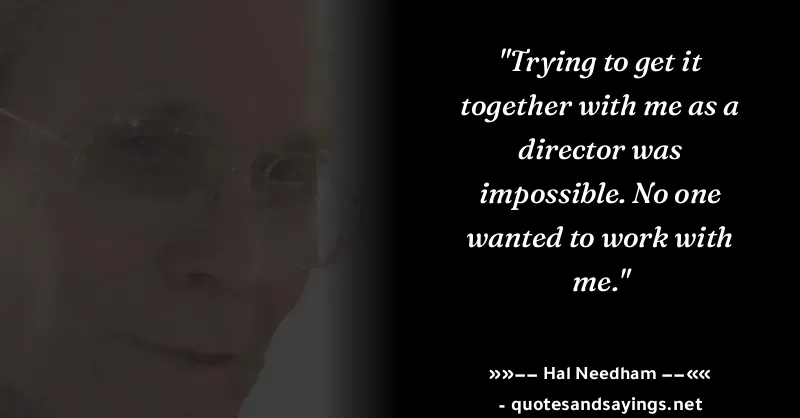 "Trying to get it
together with me as a
director was
impossible. No one
wanted to work with
me."
»»−− Hal Needham −−««
- quotesandsayings.net